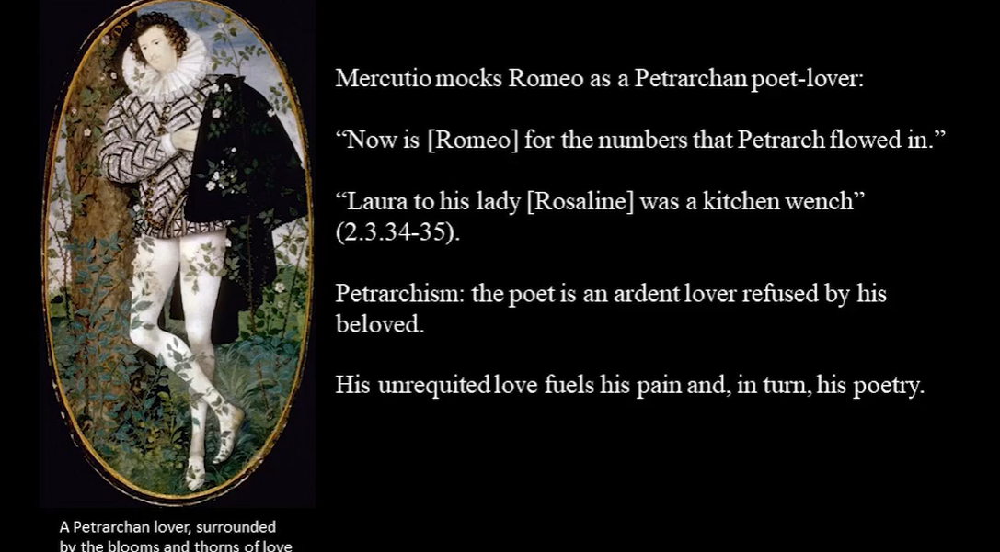 Mercutio mocks Romeo as a Petrarchan poet-lover:
“Now is [Romeo] for the numbers that Petrarch flowed in.”
“Laura to his lady [Rosaline] was a kitchen wench”
(2.3.34-35).
Petrarchism: the poet is an ardent lover refused by his
beloved.
His unrequited love fuels his pain and, in turn, his poetry.
A Petrarchan lover, surrounded
by the blooms and thorns of love